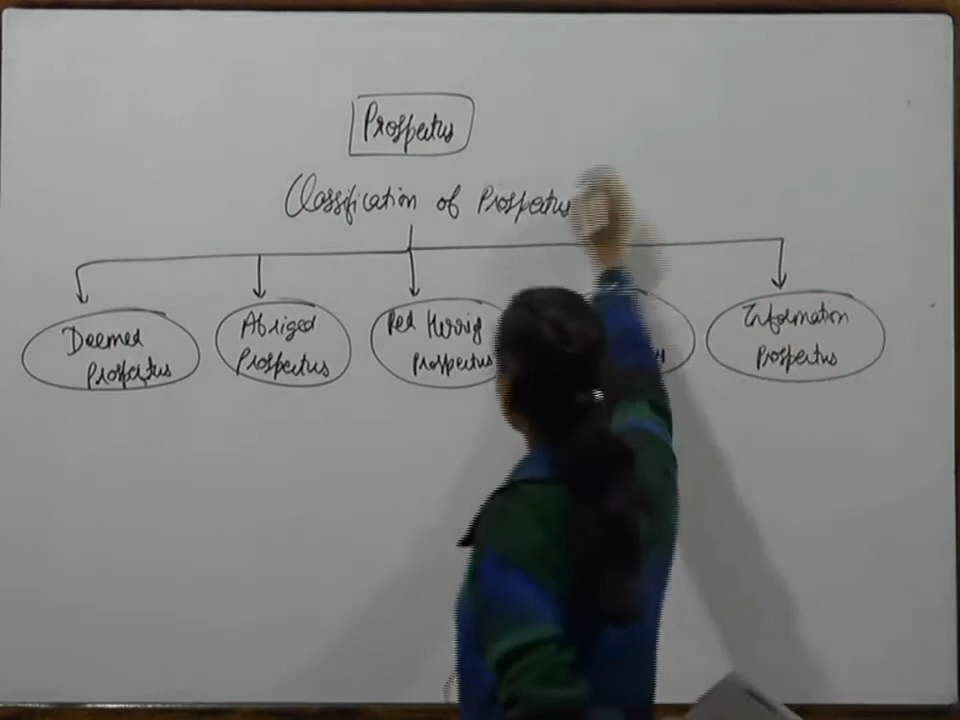 Prospectus
Classification of Prospectus
Deemed
Prospectus
Abriged
Prospectus
Red Herring
Prospectus
Information
Prospectus